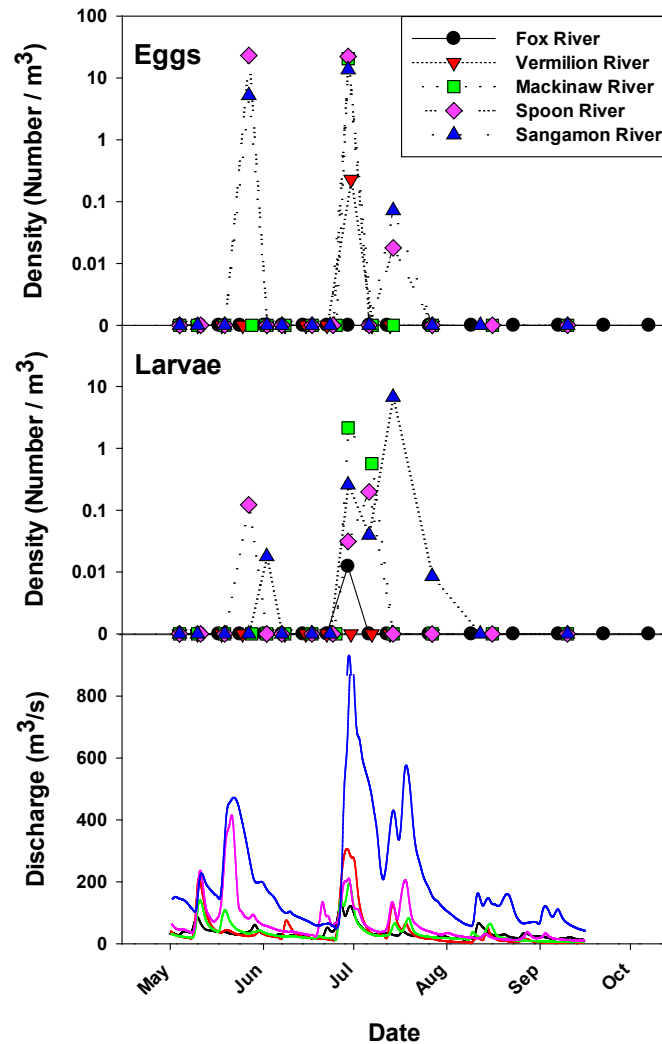 Eggs
Fox River
Vermilion River
Mackinaw River
Spoon River
Sangamon River
Density (Number / m³)
100
10
1
0.1
0.01
0
Larvae
Density (Number / m³)
10
1
0.1
0.01
0
Discharge (m³/s)
800
600
400
200
0
May
Jun
Jul
Aug
Sep
Oct
Date